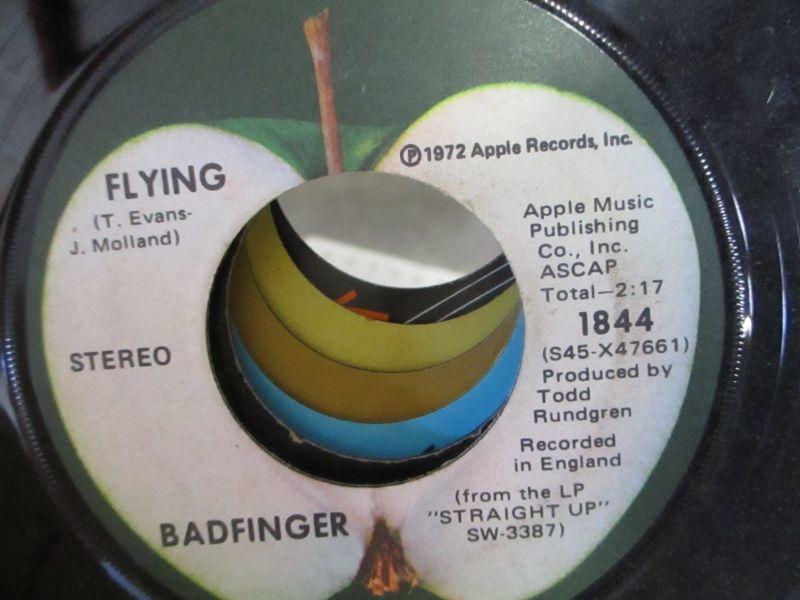 FLYING
(T. Evans-
J. Molland)
STEREO
BADFINGER
Ⓟ1972 Apple Records, Inc.
Apple Music
Publishing
Co., Inc.
ASCAP
Total—2:17
1844
(S45-X47661)
Produced by
Todd
Rundgren
Recorded
in England
(from the LP
"STRAIGHT UP"
SW-3387)